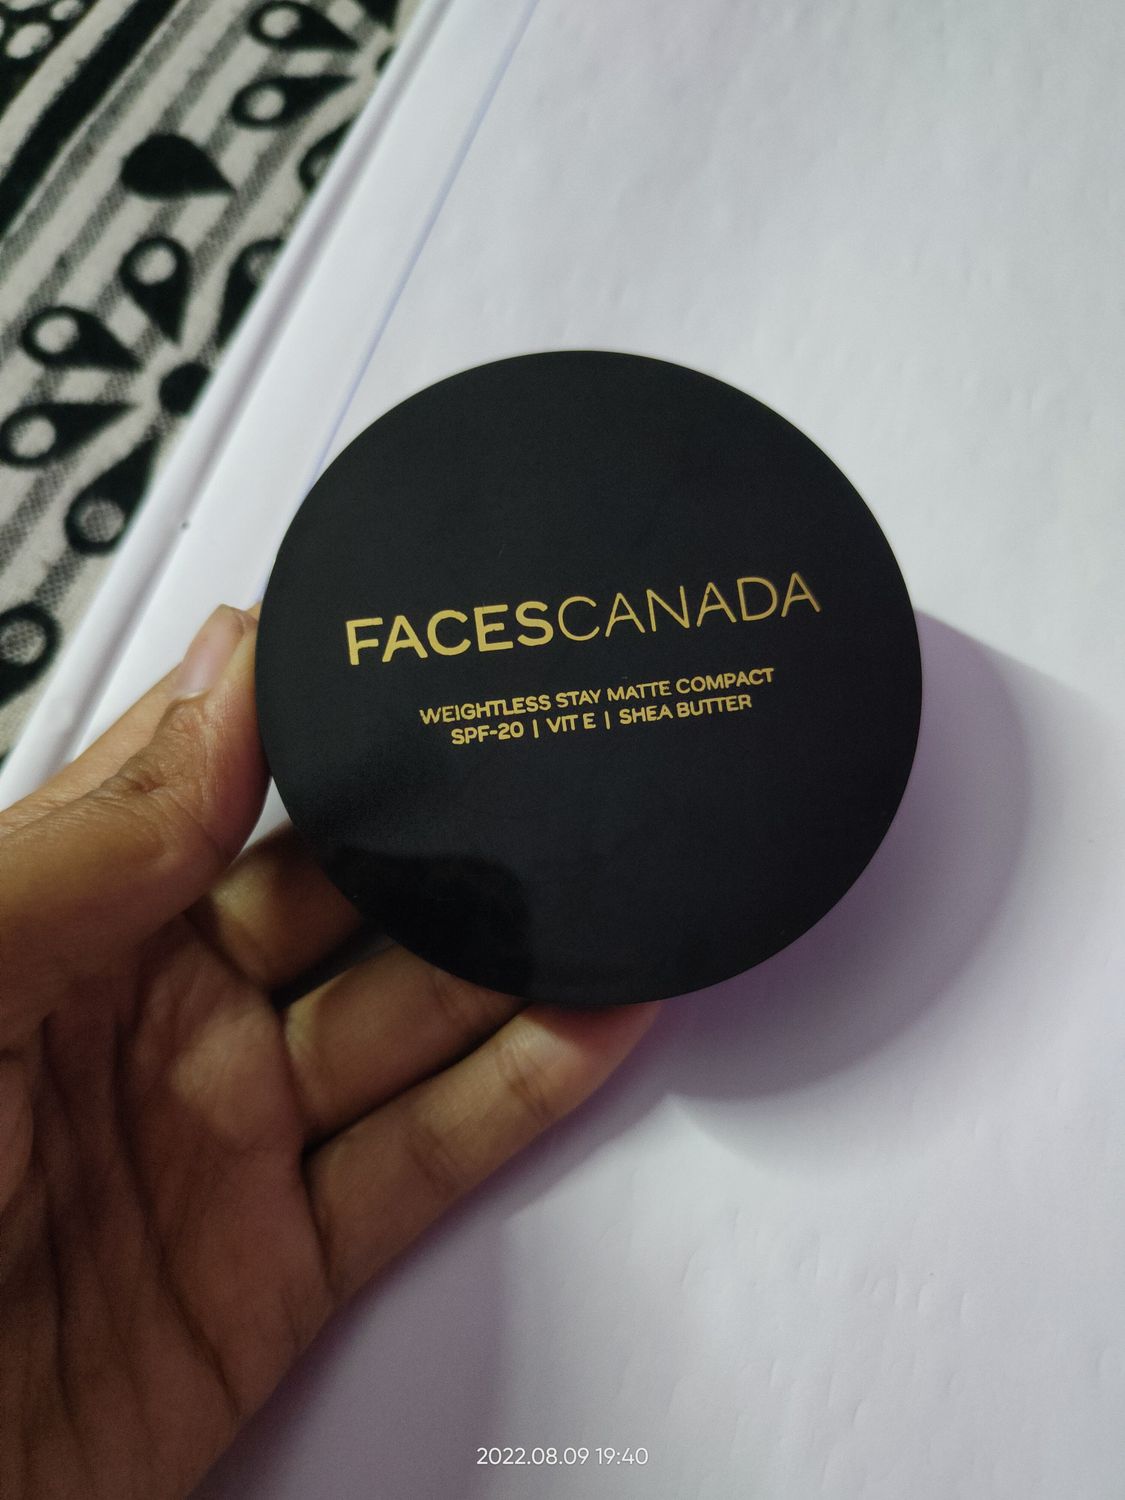 FACESCANADA
WEIGHTLESS STAY MATTE COMPACT
SPF-20 | VIT E | SHEA BUTTER
2022.08.09 19:40